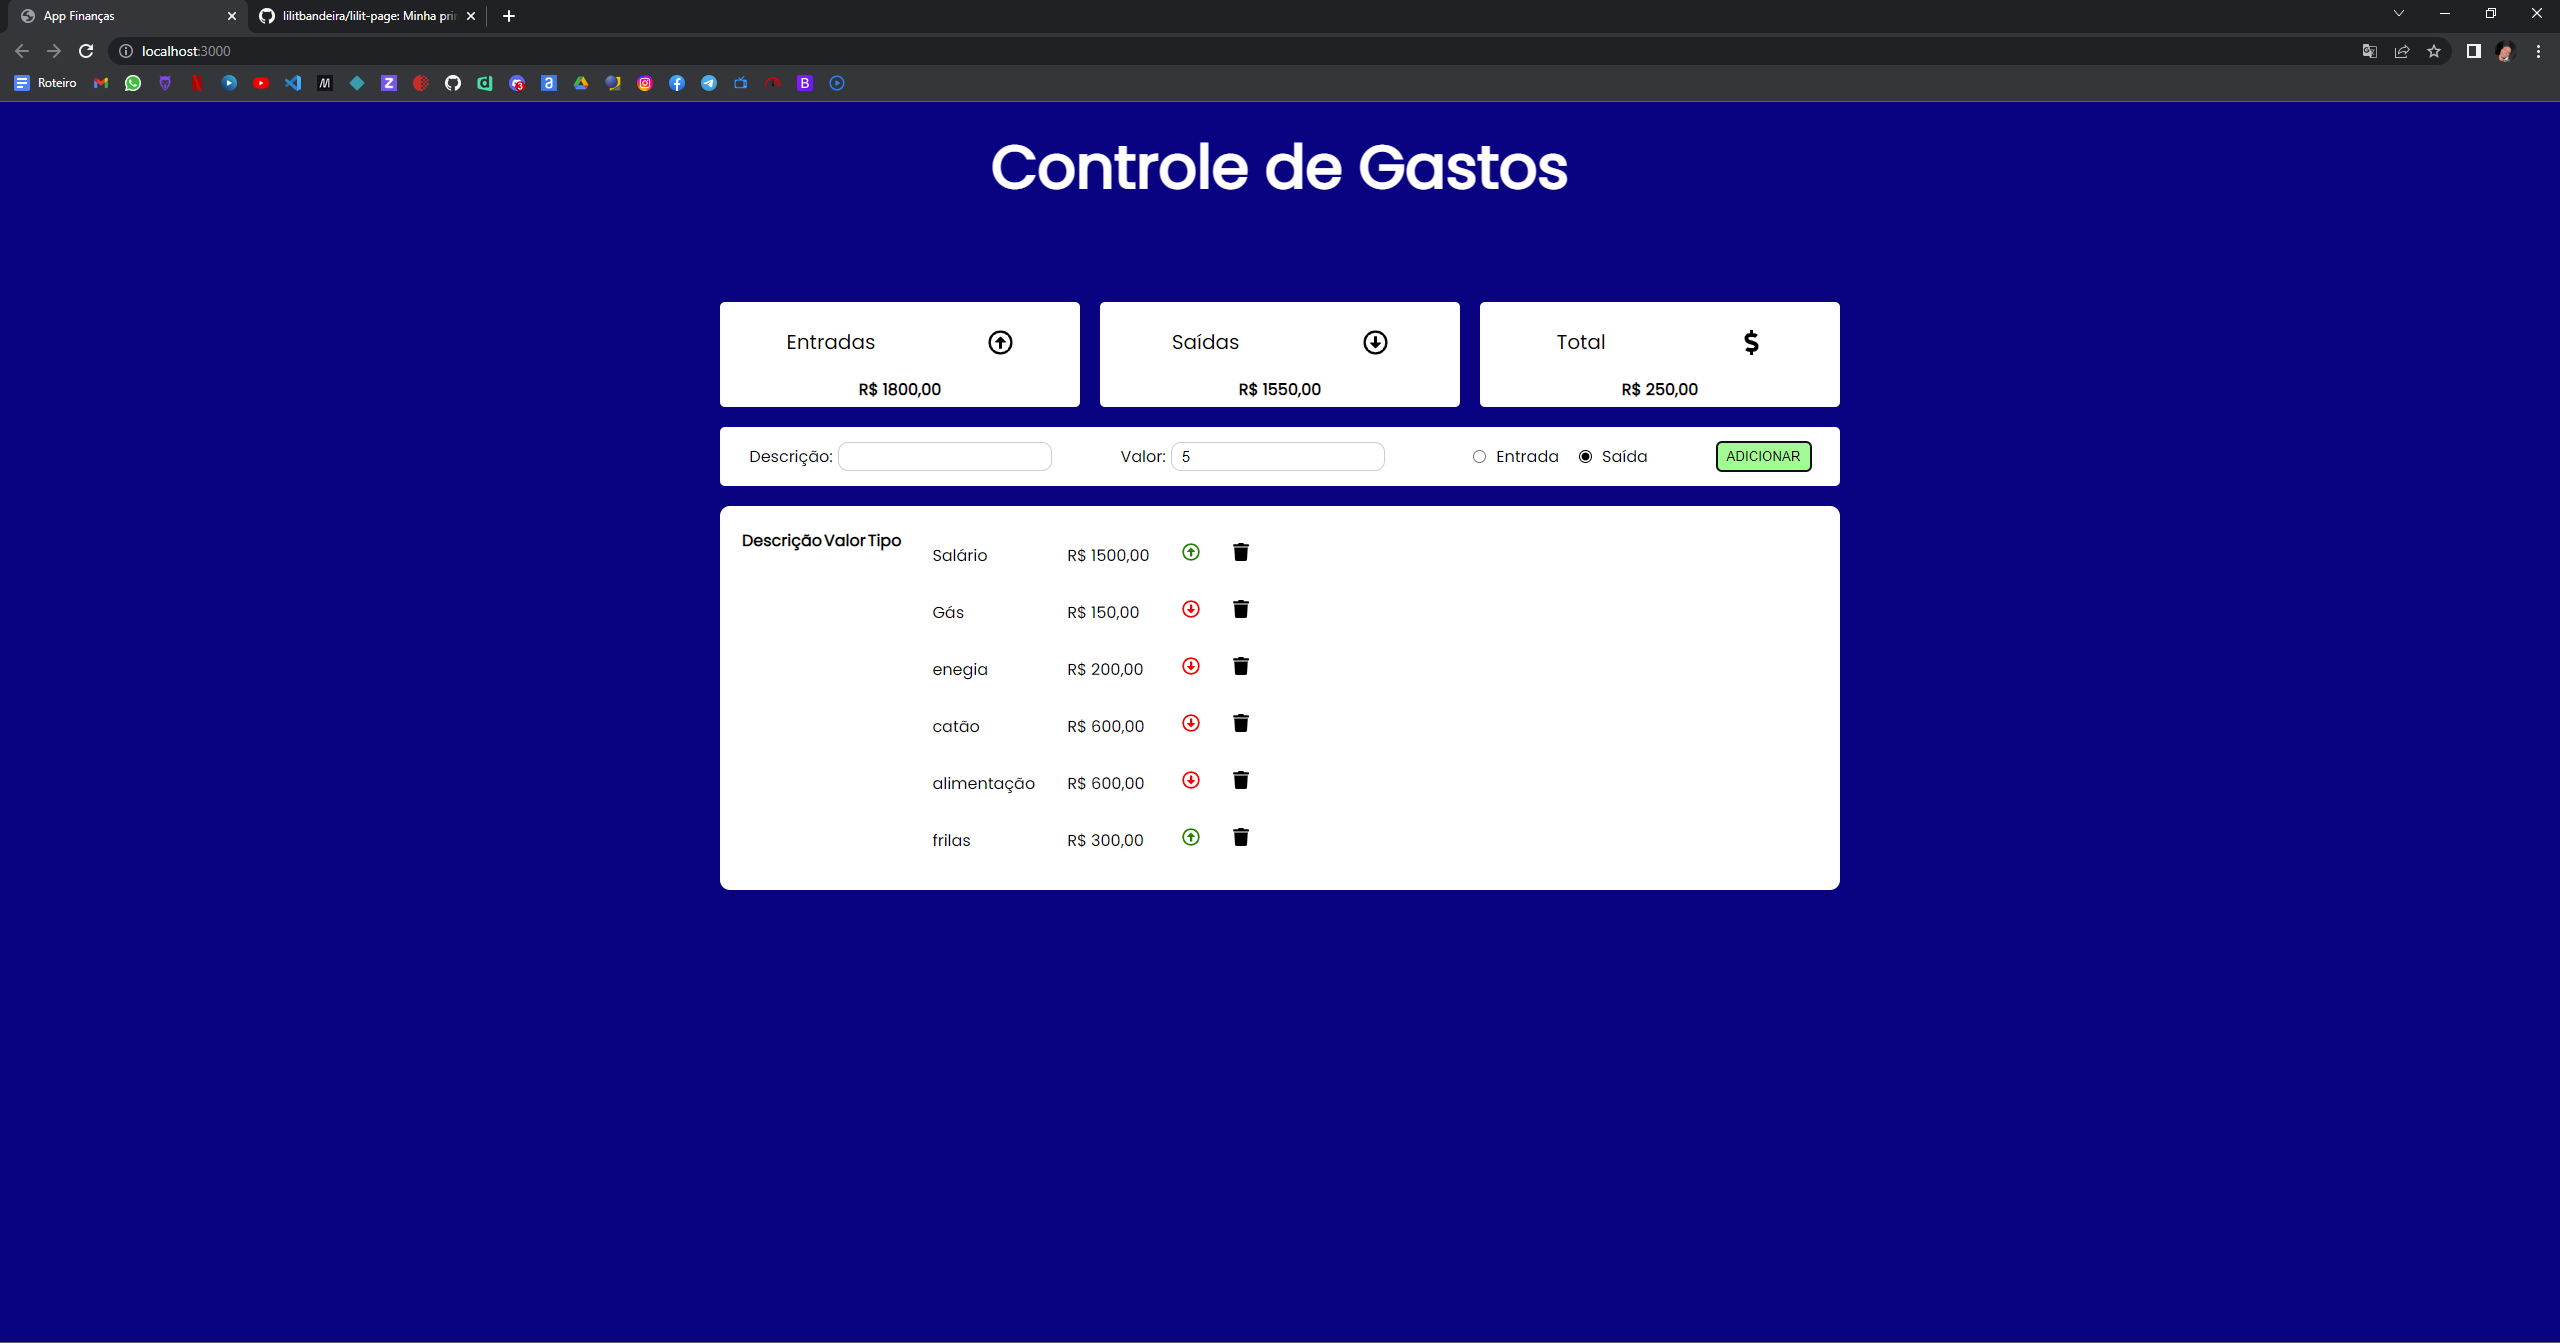 App Finanças
lilitbandeira/lilit-page: Minha prin
localhost:3000
Roteiro
Controle de Gastos
Entradas
R$ 1800,00
Saídas
R$ 1550,00
Total
$
R$ 250,00
Descrição: Valor: 5 Entrada Saída ADICIONAR
Descrição Valor Tipo
Salário R$ 1500,00
Gás R$ 150,00
enegia R$ 200,00
catão R$ 600,00
alimentação R$ 600,00
frilas R$ 300,00